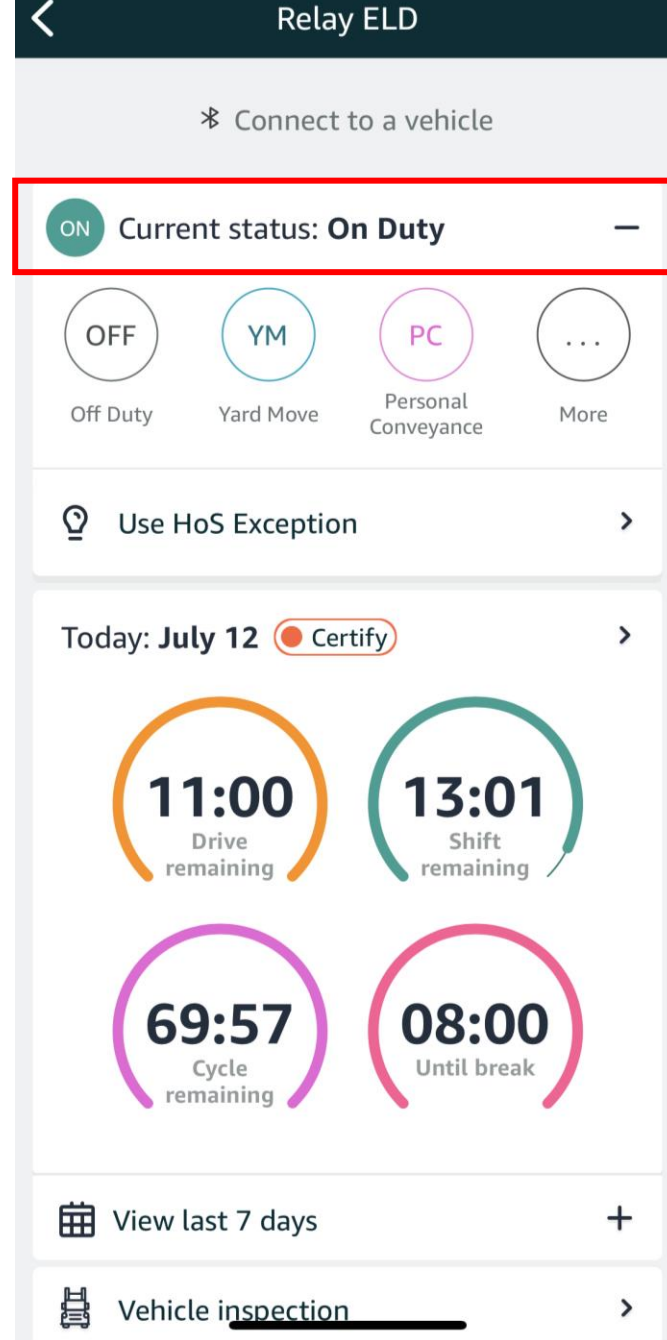 Relay ELD
Connect to a vehicle
ON Current status: On Duty
OFF YM PC ...
Off Duty Yard Move Personal Conveyance More
Use HoS Exception
Today: July 12 Certify
11:00
Drive
remaining
13:01
Shift
remaining
69:57
Cycle
remaining
08:00
Until break
View last 7 days
Vehicle inspection